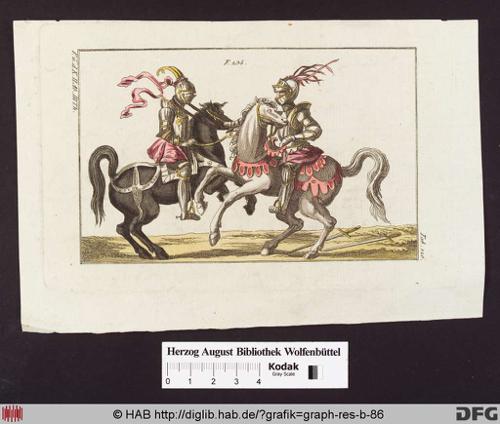 F. 495.
Herzog August Bibliothek Wolfenbüttel
0 1 2 3 4
Kodak
Gray Scale
© HAB http://diglib.hab.de/?grafik=graph-res-b-86
DFG